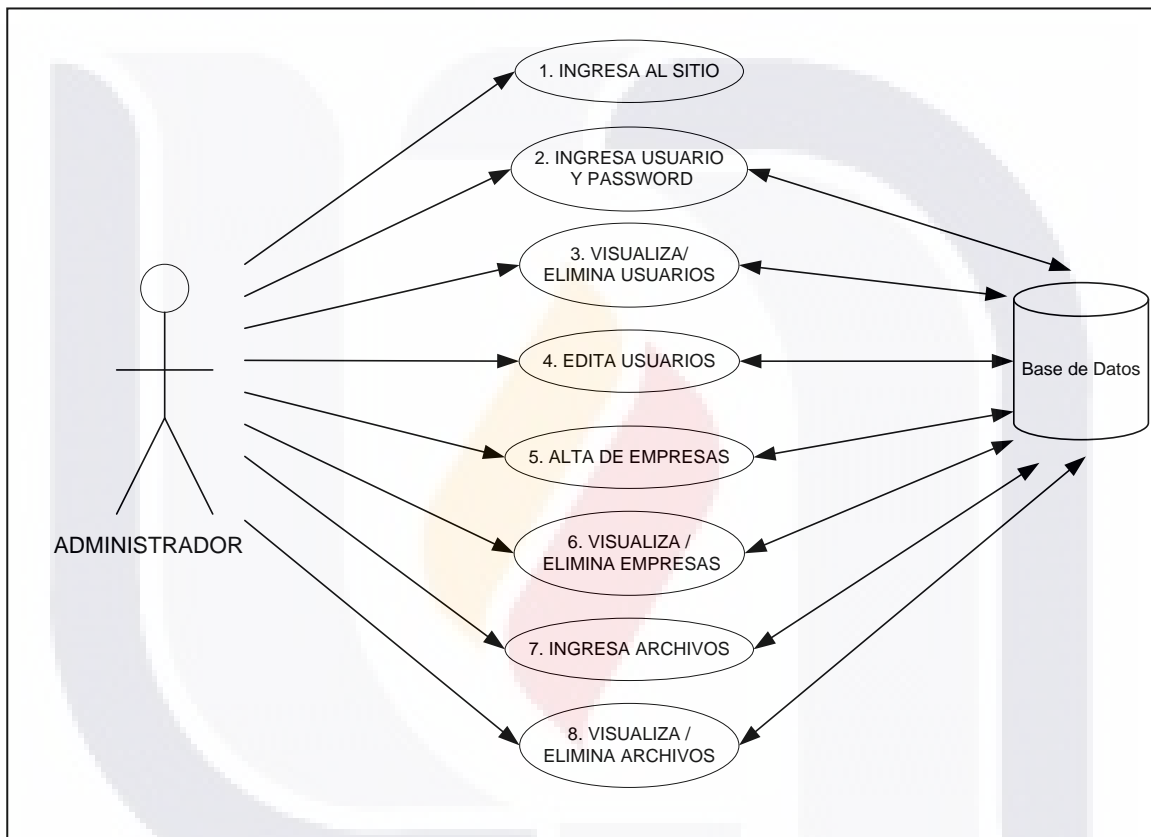 1. INGRESA AL SITIO
2. INGRESA USUARIO
Y PASSWORD
3. VISUALIZA/
ELIMINA USUARIOS
4. EDITA USUARIOS
Base de Datos
5. ALTA DE EMPRESAS
ADMINISTRADOR
6. VISUALIZA /
ELIMINA EMPRESAS
7. INGRESA ARCHIVOS
8. VISUALIZA /
ELIMINA ARCHIVOS